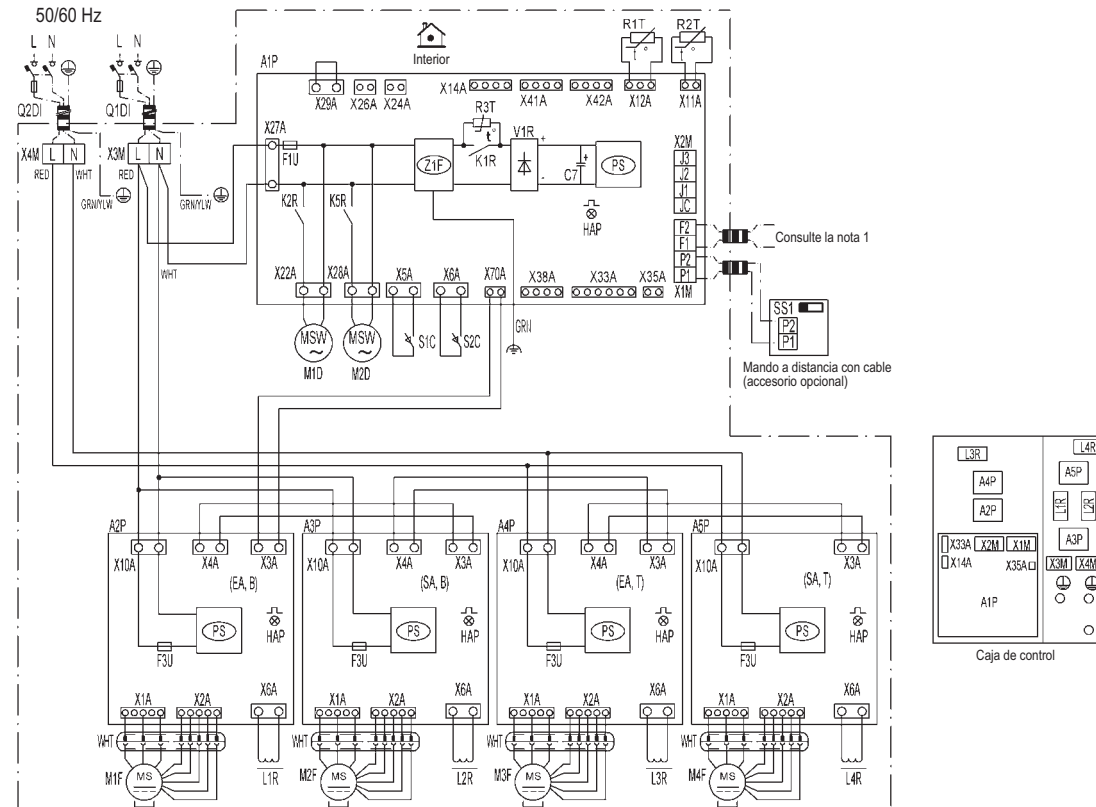 50/60 Hz
L N
L N
Interior
R1T
R2T
A1P
X29A
X26A
X24A
X14A
X41A
X42A
X12A
X11A
Q2DI
Q1DI
X27A
F1U
R3T
t°
K1R
V1R
+
-
Z1F
+
C7
PS
HAP
X2M
J3
J2
J1
JC
F2
F1
P2
P1
X1M
Consulte la nota 1
X4M
L N
X3M
L N
RED
WHT
RED
GRN/YLW
GRN/YLW
WHT
K2R
K5R
X22A
X28A
X5A
X6A
X70A
X38A
X33A
X35A
MSW
~
M1D
MSW
~
M2D
S1C
S2C
GRN
SS1
P2
P1
Mando a distancia con cable
(accesorio opcional)
A2P
X10A
X4A
X3A
(EA, B)
PS
HAP
F3U
X1A
X2A
X6A
WHT
M1F
MS
L1R
A3P
X10A
X4A
X3A
(SA, B)
PS
HAP
F3U
X1A
X2A
X6A
WHT
M2F
MS
L2R
A4P
X10A
X4A
X3A
(EA, T)
PS
HAP
F3U
X1A
X2A
X6A
WHT
M3F
MS
L3R
A5P
X10A
X3A
(SA, T)
PS
HAP
F3U
X1A
X2A
X6A
WHT
M4F
MS
L4R
L3R
L4R
A4P
A5P
A2P
L1R
L2R
A3P
X33A
X2M
X1M
X14A
X35A
X3M
X4M
A1P
Caja de control